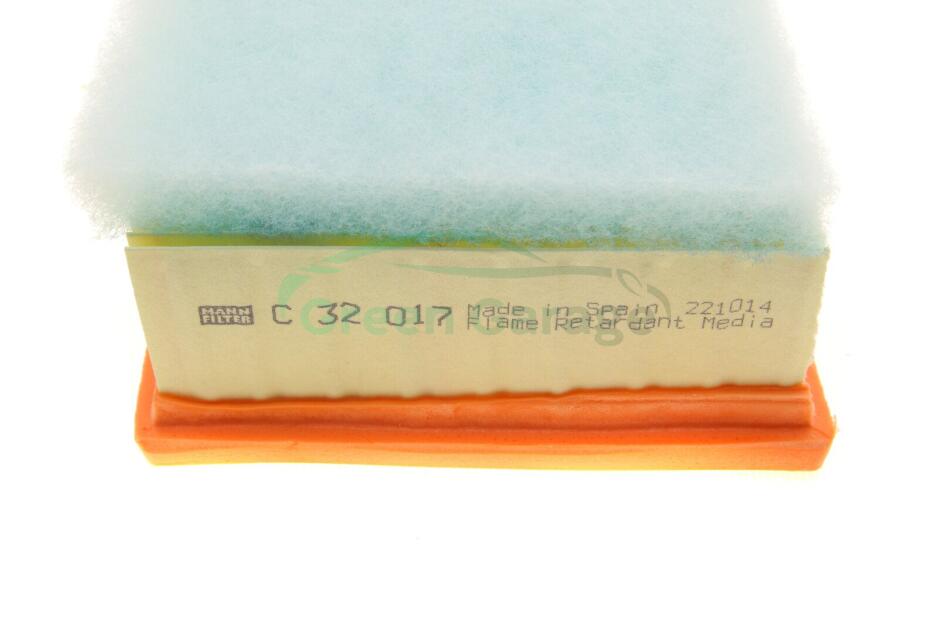 MANN
FILTER
C 32 017
Made in Spain 221014
Flame Retardant Media
Green Garage